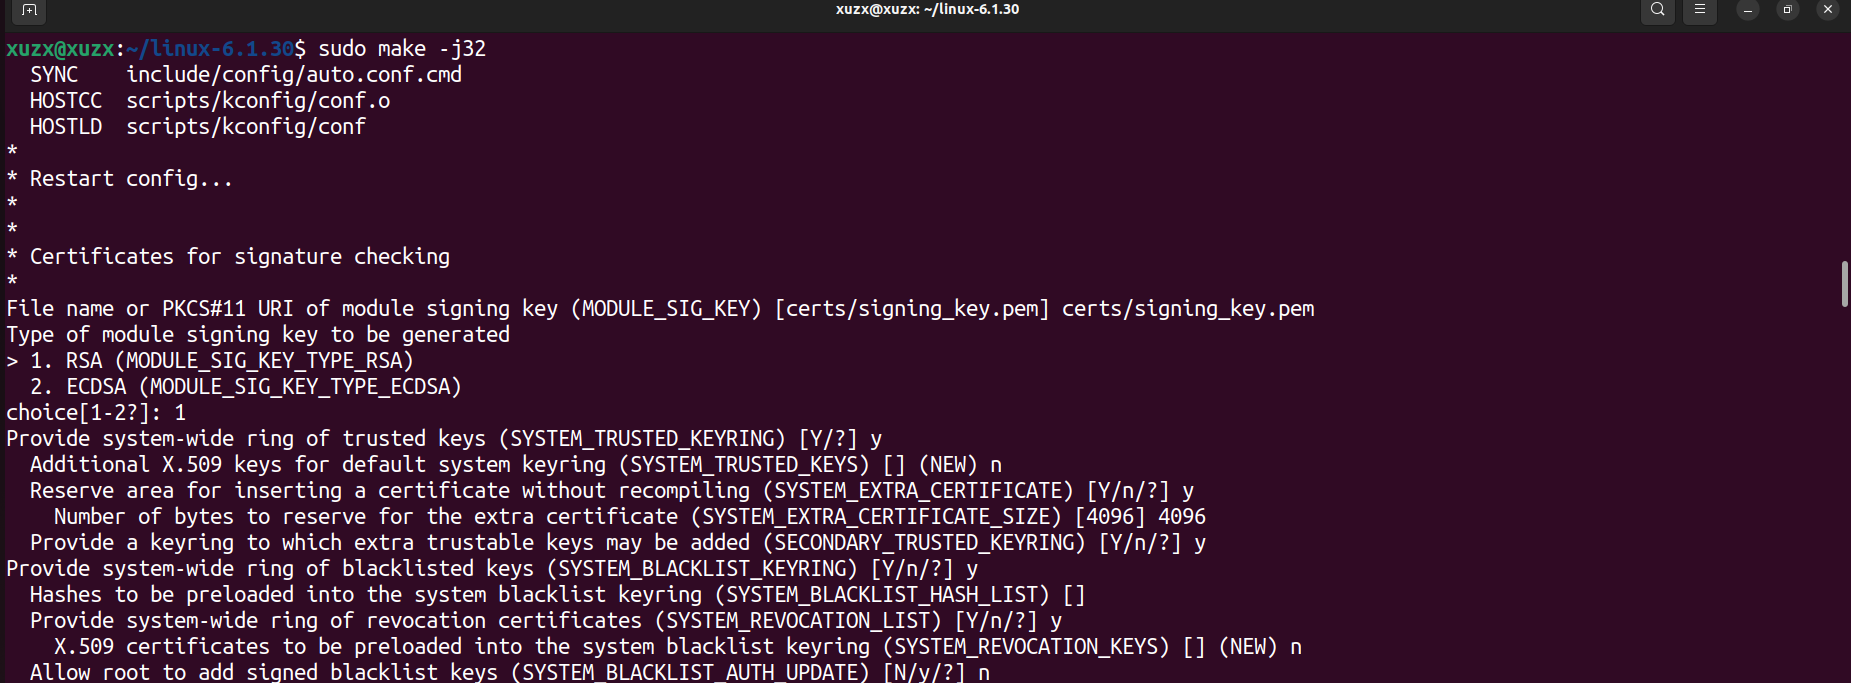 xuzx@xuzx: ~/linux-6.1.30
xuzx@xuzx:~/linux-6.1.30$ sudo make -j32
  SYNC    include/config/auto.conf.cmd
  HOSTCC  scripts/kconfig/conf.o
  HOSTLD  scripts/kconfig/conf
*
* Restart config...
*
*
* Certificates for signature checking
*
File name or PKCS#11 URI of module signing key (MODULE_SIG_KEY) [certs/signing_key.pem] certs/signing_key.pem
Type of module signing key to be generated
> 1. RSA (MODULE_SIG_KEY_TYPE_RSA)
  2. ECDSA (MODULE_SIG_KEY_TYPE_ECDSA)
choice[1-2?]: 1
Provide system-wide ring of trusted keys (SYSTEM_TRUSTED_KEYRING) [Y/?] y
  Additional X.509 keys for default system keyring (SYSTEM_TRUSTED_KEYS) [] (NEW) n
  Reserve area for inserting a certificate without recompiling (SYSTEM_EXTRA_CERTIFICATE) [Y/n/?] y
    Number of bytes to reserve for the extra certificate (SYSTEM_EXTRA_CERTIFICATE_SIZE) [4096] 4096
  Provide a keyring to which extra trustable keys may be added (SECONDARY_TRUSTED_KEYRING) [Y/n/?] y
Provide system-wide ring of blacklisted keys (SYSTEM_BLACKLIST_KEYRING) [Y/n/?] y
  Hashes to be preloaded into the system blacklist keyring (SYSTEM_BLACKLIST_HASH_LIST) []
  Provide system-wide ring of revocation certificates (SYSTEM_REVOCATION_LIST) [Y/n/?] y
    X.509 certificates to be preloaded into the system blacklist keyring (SYSTEM_REVOCATION_KEYS) [] (NEW) n
  Allow root to add signed blacklist keys (SYSTEM_BLACKLIST_AUTH_UPDATE) [N/y/?] n